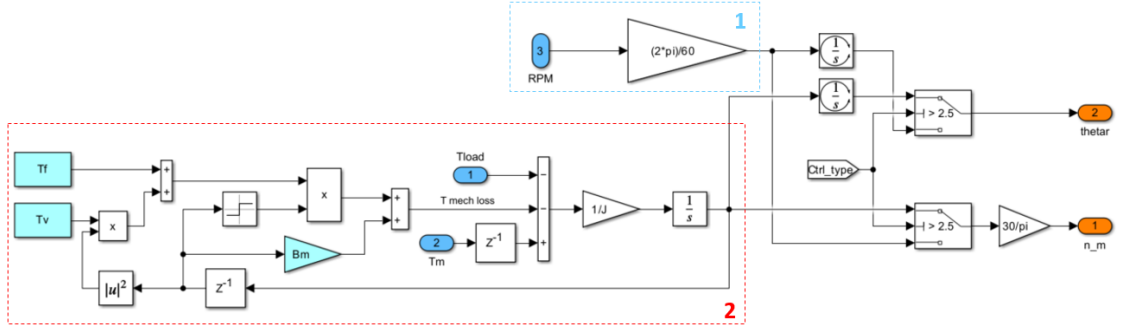 1
3
RPM
(2*pi)/60
1
s
1
s
> 2.5
2
thetar
Ctrl_type
Tf
+
+
Tv
x
x
+
+
Bm
|u|²
Z⁻¹
Tload
1
T mech loss
2
Tm
Z⁻¹
−
−
+
1/J
1
s
> 2.5
30/pi
1
n_m
2